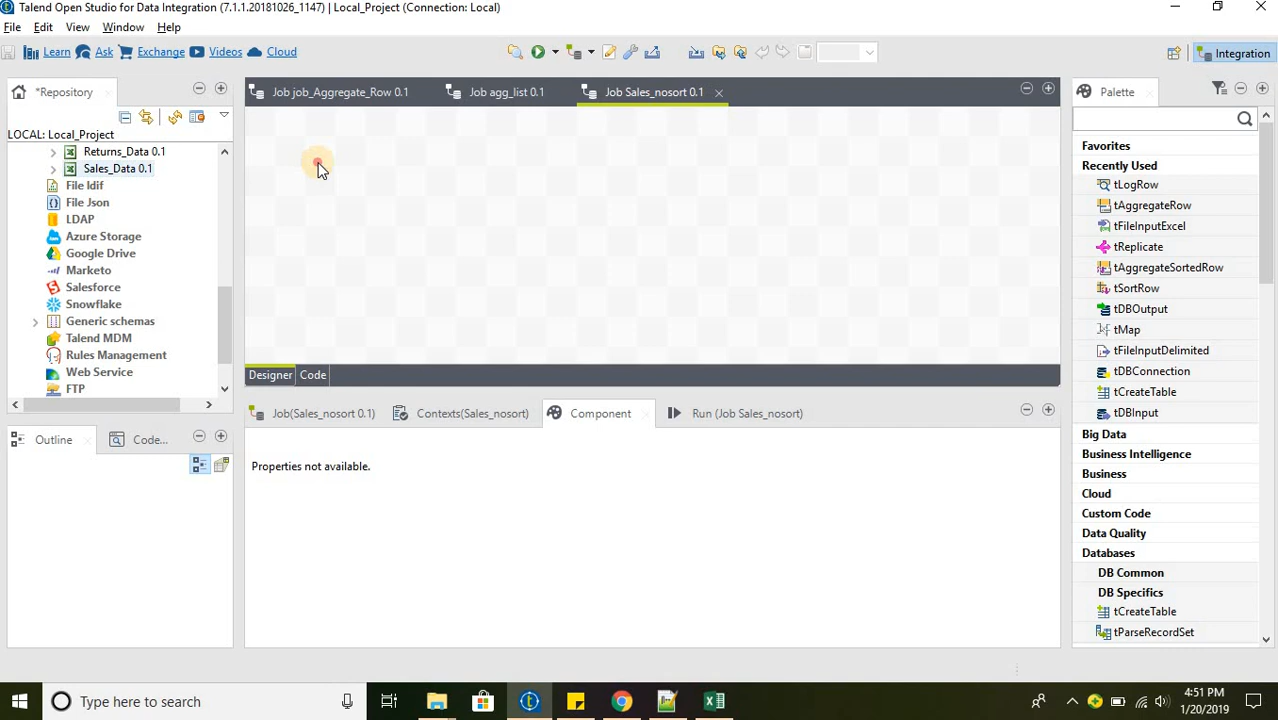 Talend Open Studio for Data Integration (7.1.1.20181026_1147) | Local_Project (Connection: Local)
File Edit View Window Help
Learn Ask Exchange Videos Cloud
Integration
*Repository
LOCAL: Local_Project
Returns_Data 0.1
Sales_Data 0.1
File ldif
File Json
LDAP
Azure Storage
Google Drive
Marketo
Salesforce
Snowflake
Generic schemas
Talend MDM
Rules Management
Web Service
FTP
Outline
Code...
Job job_Aggregate_Row 0.1
Job agg_list 0.1
Job Sales_nosort 0.1
Designer Code
Job(Sales_nosort 0.1)
Contexts(Sales_nosort)
Component
Run (Job Sales_nosort)
Properties not available.
Palette
Favorites
Recently Used
tLogRow
tAggregateRow
tFileInputExcel
tReplicate
tAggregateSortedRow
tSortRow
tDBOutput
tMap
tFileInputDelimited
tDBConnection
tCreateTable
tDBInput
Big Data
Business Intelligence
Business
Cloud
Custom Code
Data Quality
Databases
DB Common
DB Specifics
tCreateTable
tParseRecordSet
Type here to search
4:51 PM
1/20/2019